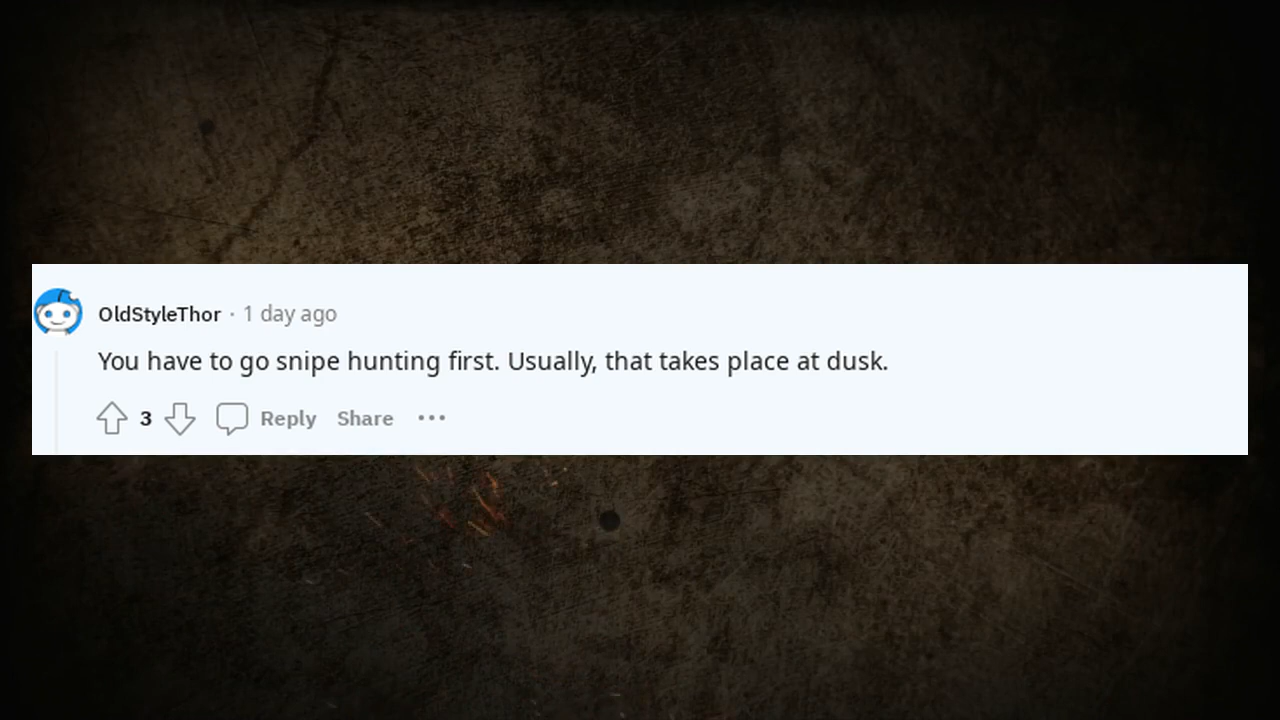 OldStyleThor · 1 day ago
You have to go snipe hunting first. Usually, that takes place at dusk.
3 Reply Share ···